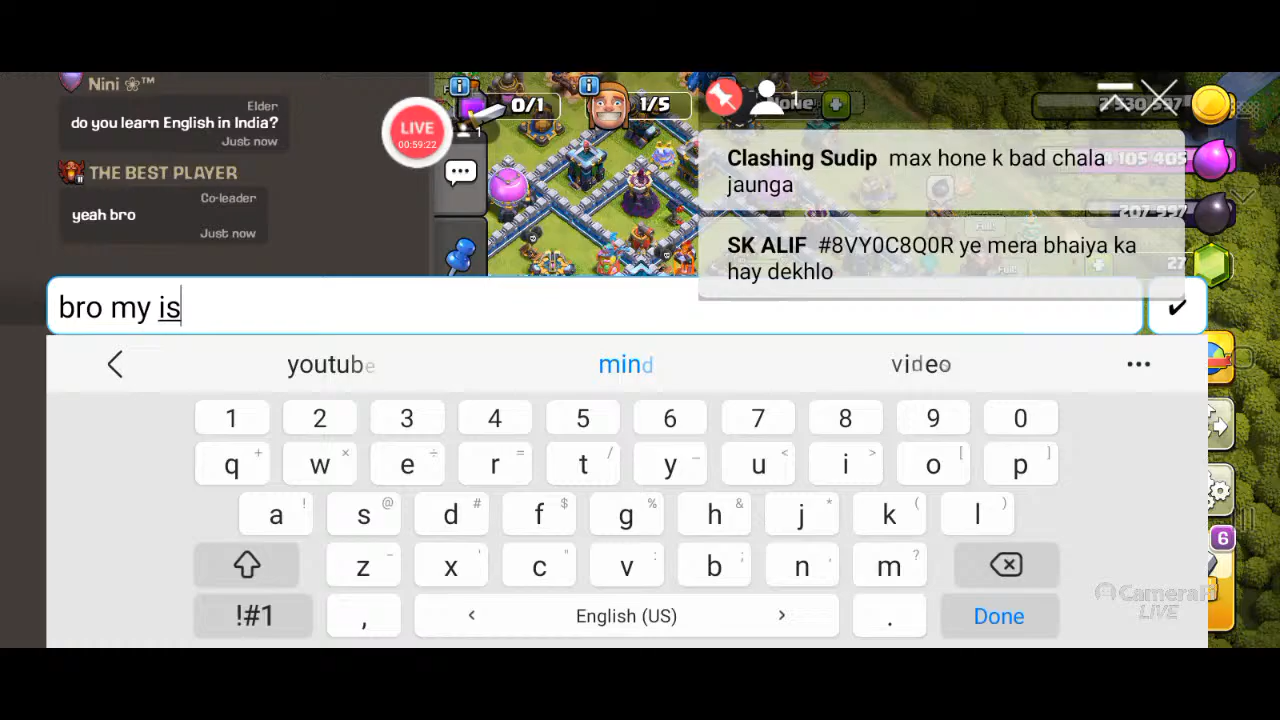 Nini ❀™
Elder
do you learn English in India?
Just now
THE BEST PLAYER
Co-leader
yeah bro
Just now
LIVE
00:59:22
1
0/1
1/5
1
Clashing Sudip max hone k bad chala
jaunga
SK ALIF #8VY0C8Q0R ye mera bhaiya ka
hay dekhlo
27
6
bro my is
youtube mind video
1 2 3 4 5 6 7 8 9 0
q + w × e ÷ r = t / y _ u < i > o [ p ]
a ! s @ d # f $ g % h & j * k ( l )
z - x ' c " v : b ; n , m ?
!#1 , < English (US) > . Done
CameraFi
LIVE